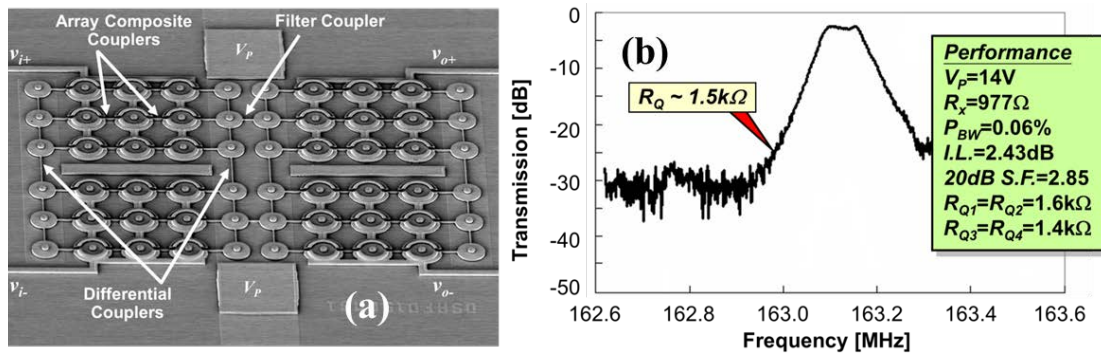 Array Composite
Couplers
Filter Coupler
V_P
v_i+
v_o+
v_i-
v_o-
Differential
Couplers
V_P
(a)
(b)
Transmission [dB]
0
-10
-20
-30
-40
-50
162.6 162.8 163.0 163.2 163.4 163.6
Frequency [MHz]
R_Q ~ 1.5kΩ
Performance
V_P=14V
R_x=977Ω
P_BW=0.06%
I.L.=2.43dB
20dB S.F.=2.85
R_Q1=R_Q2=1.6kΩ
R_Q3=R_Q4=1.4kΩ